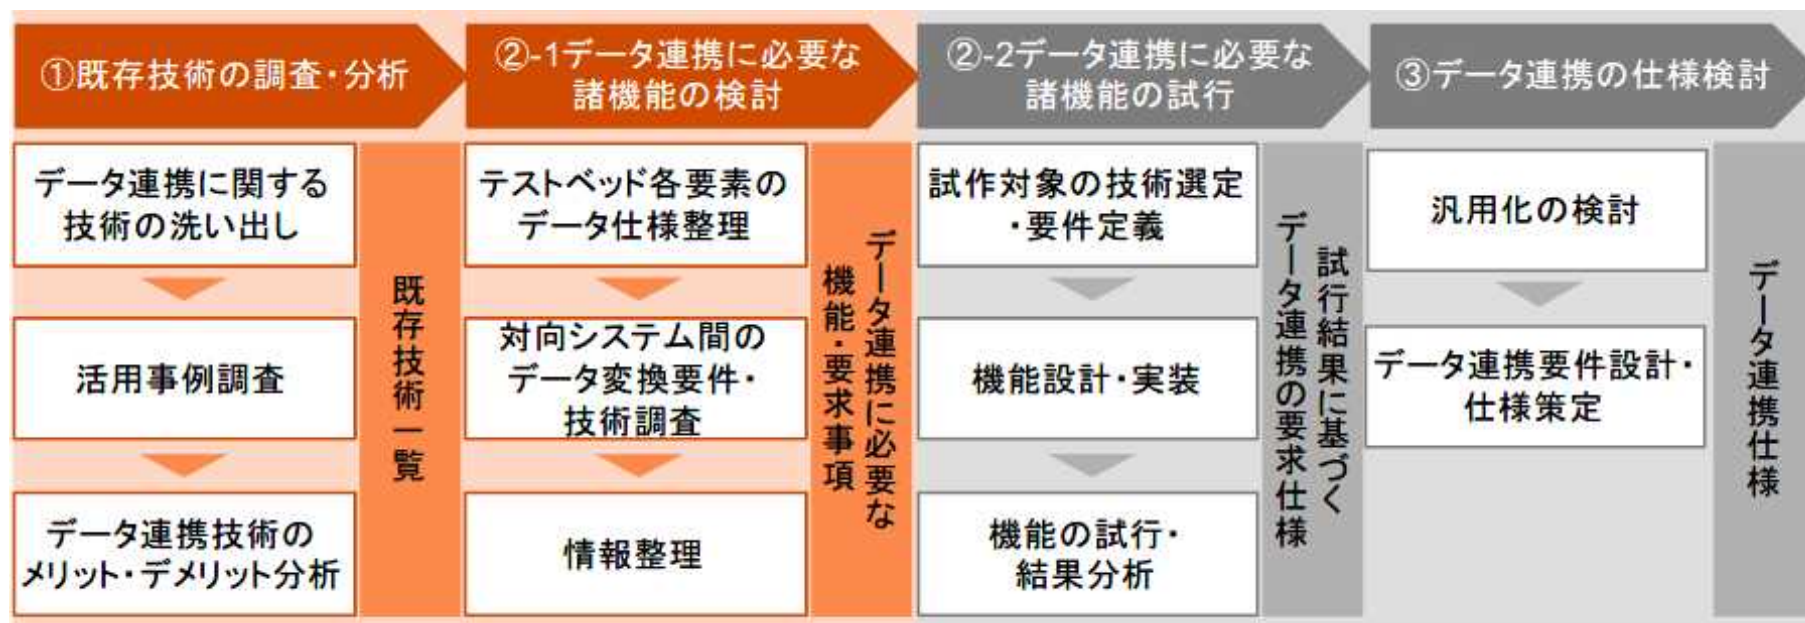 ①既存技術の調査・分析
②-1データ連携に必要な
諸機能の検討
②-2データ連携に必要な
諸機能の試行
③データ連携の仕様検討
データ連携に関する
技術の洗い出し
活用事例調査
データ連携技術の
メリット・デメリット分析
既存技術一覧
テストベッド各要素の
データ仕様整理
対向システム間の
データ変換要件・
技術調査
情報整理
データ連携に必要な
機能・要求事項
試作対象の技術選定
・要件定義
機能設計・実装
機能の試行・
結果分析
試行結果に基づく
データ連携の要求仕様
汎用化の検討
データ連携要件設計・
仕様策定
データ連携仕様